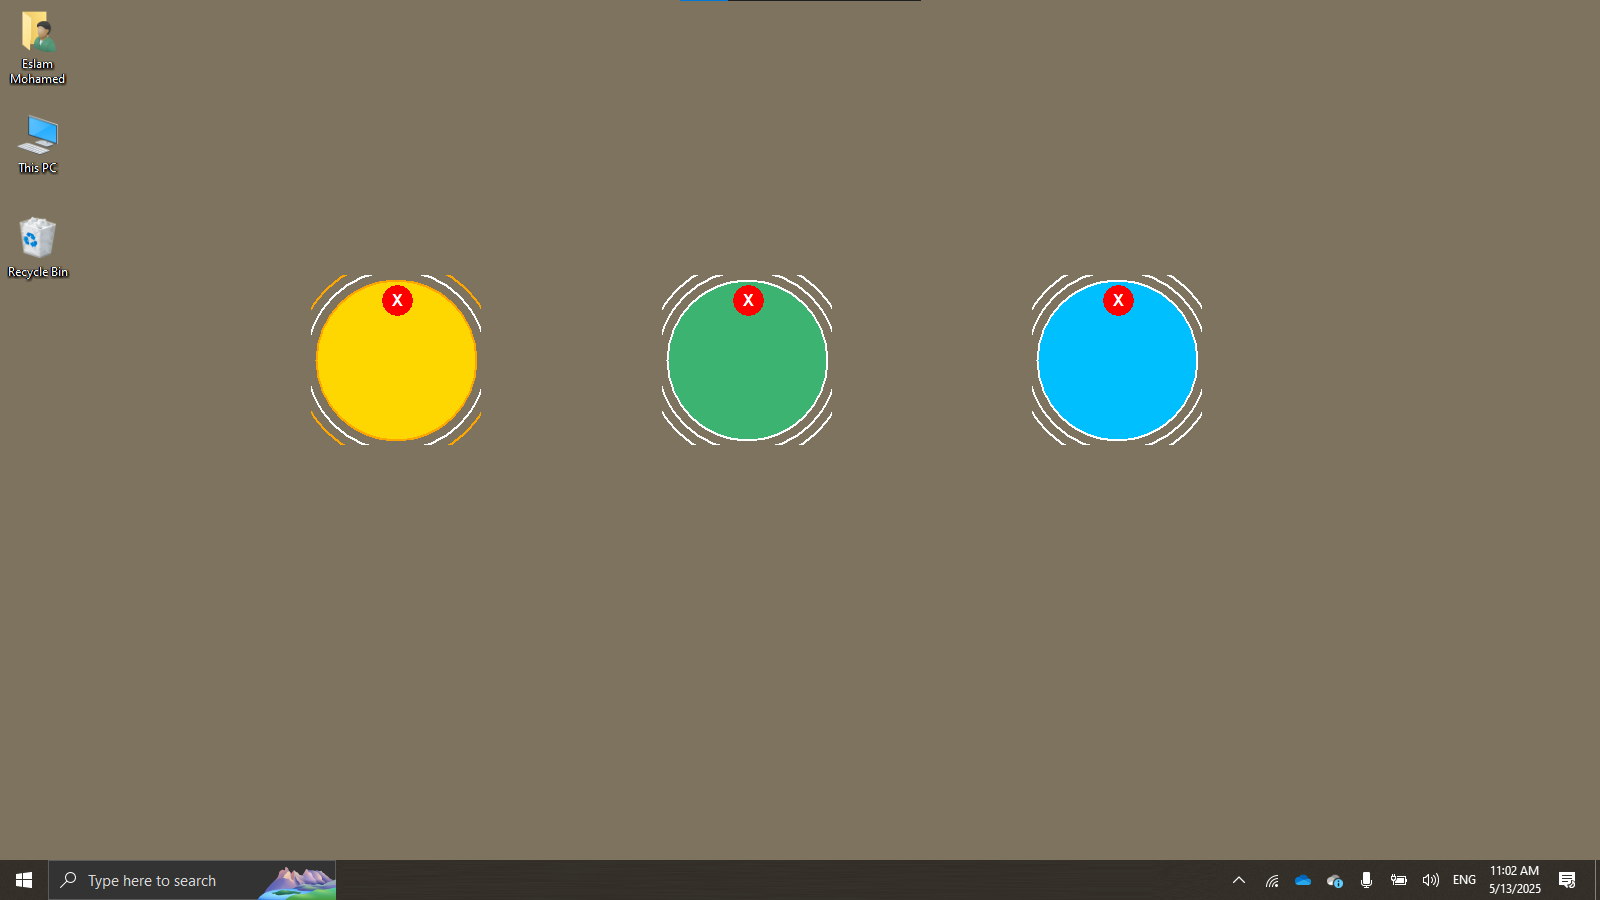 Eslam
Mohamed
This PC
Recycle Bin
X
X
X
Type here to search
ENG
11:02 AM
5/13/2025